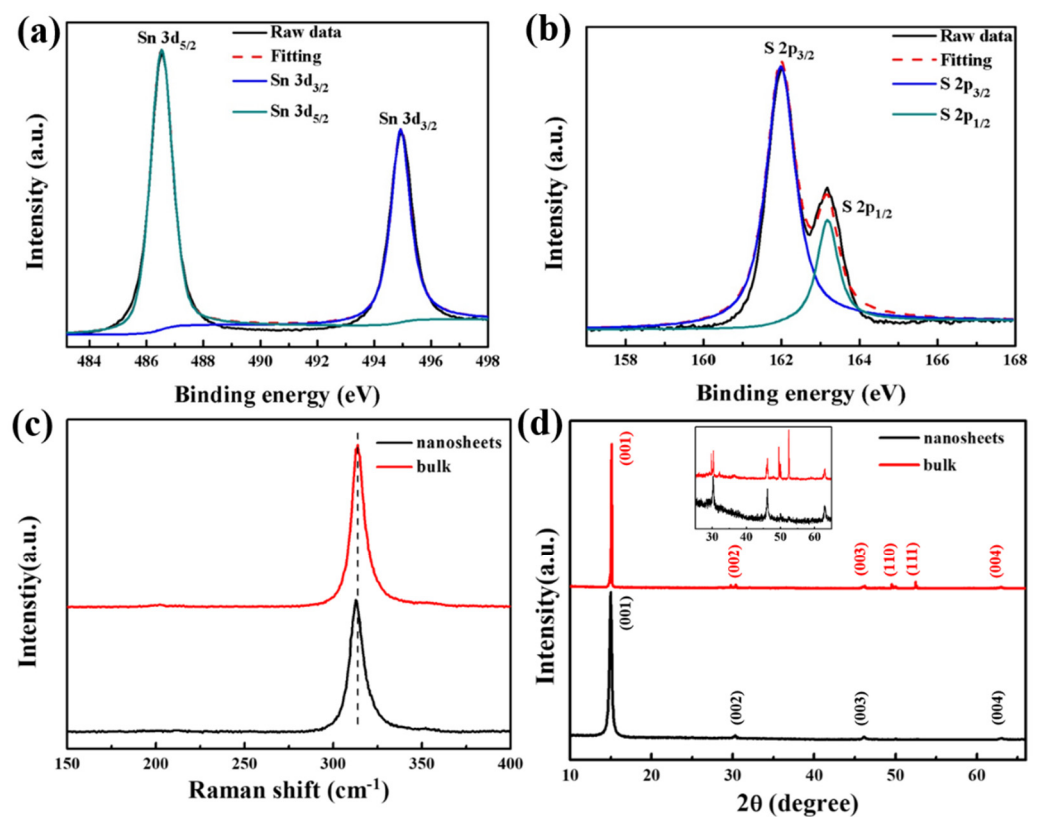 (a)
Sn 3d5/2
Raw data
Fitting
Sn 3d3/2
Sn 3d5/2
Sn 3d3/2
Intensity (a.u.)
484 486 488 490 492 494 496 498
Binding energy (eV)
(b)
S 2p3/2
Raw data
Fitting
S 2p3/2
S 2p1/2
S 2p1/2
Intensity (a.u.)
158 160 162 164 166 168
Binding energy (eV)
(c)
nanosheets
bulk
Intenstiy(a.u.)
150 200 250 300 350 400
Raman shift (cm-1)
(d)
(001)
nanosheets
bulk
30 40 50 60
(002)
(003)
(110)
(111)
(004)
(001)
(002)
(003)
(004)
Intensity(a.u.)
10 20 30 40 50 60
2θ (degree)